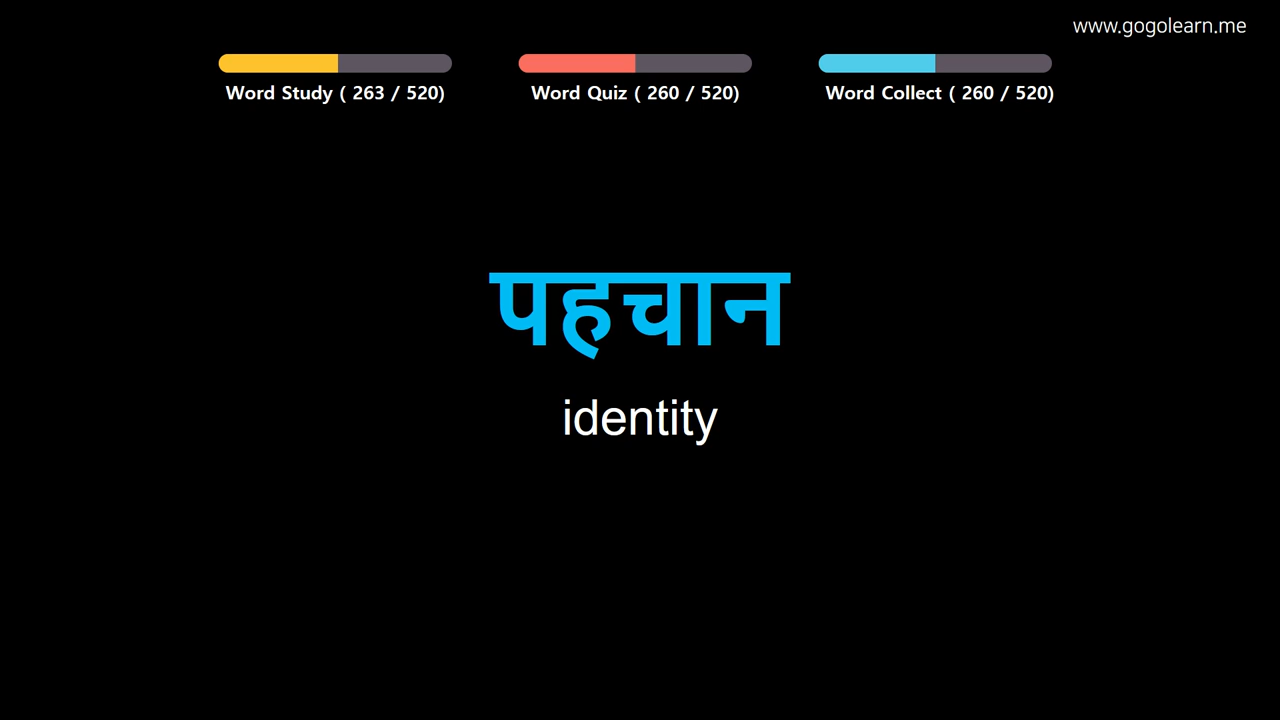 www.gogolearn.me
Word Study ( 263 / 520)
Word Quiz ( 260 / 520)
Word Collect ( 260 / 520)
पहचान
identity